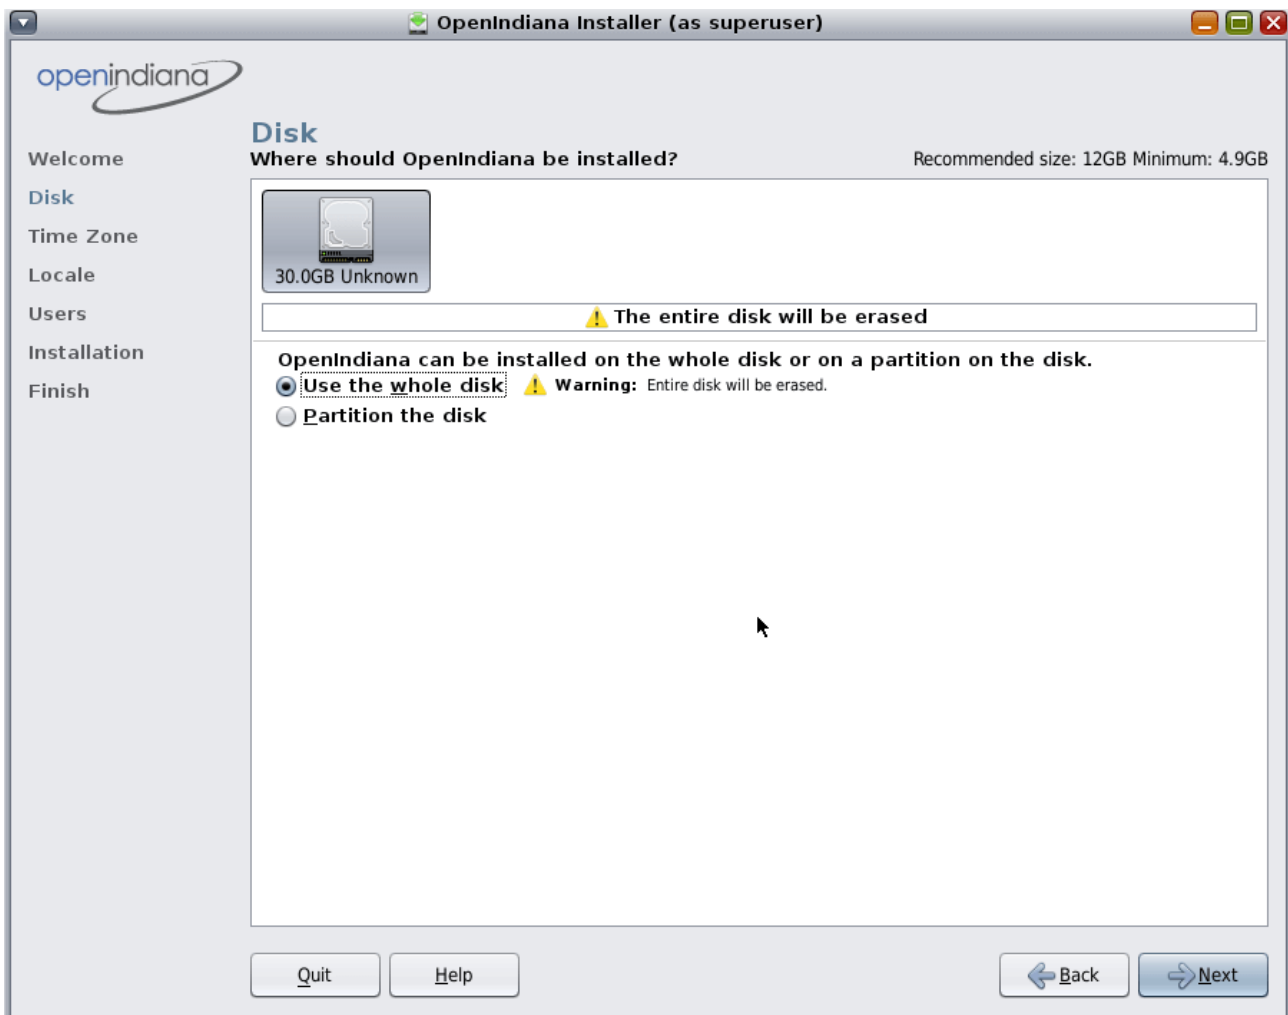 OpenIndiana Installer (as superuser)
openindiana
Disk
Where should OpenIndiana be installed? Recommended size: 12GB Minimum: 4.9GB
Welcome
Disk
Time Zone
Locale
Users
Installation
Finish
30.0GB Unknown
The entire disk will be erased
OpenIndiana can be installed on the whole disk or on a partition on the disk.
Use the whole disk Warning: Entire disk will be erased.
Partition the disk
Quit Help Back Next